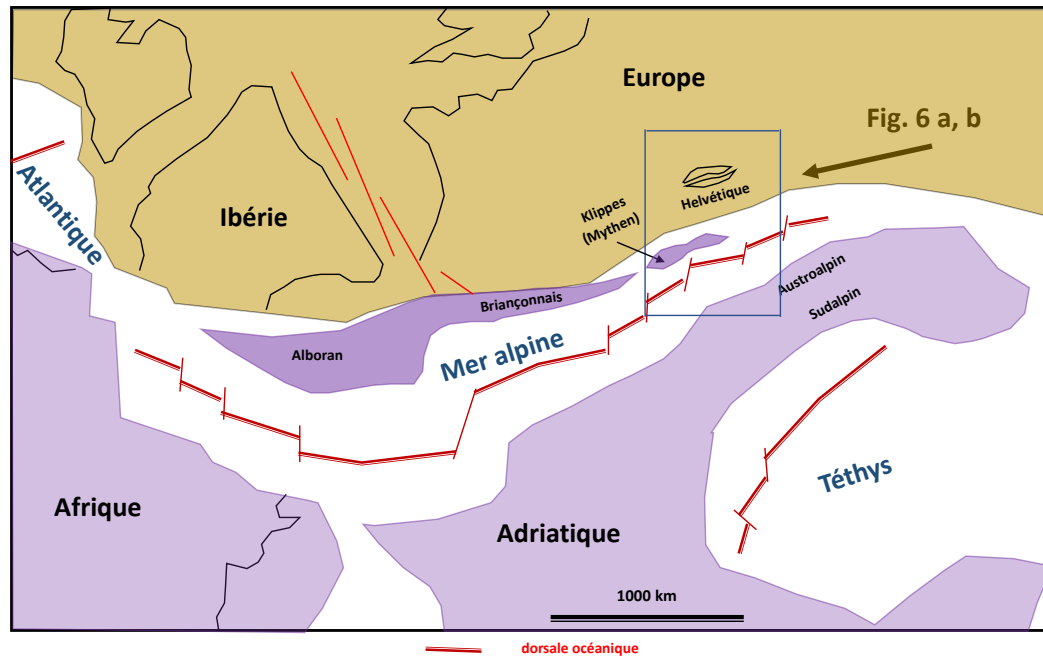 Europe
Fig. 6 a, b
Atlantique
Ibérie
Helvétique
Klippes
(Mythen)
Briançonnais
Austroalpin
Sudalpin
Alboran
Mer alpine
Téthys
Afrique
Adriatique
1000 km
dorsale océanique